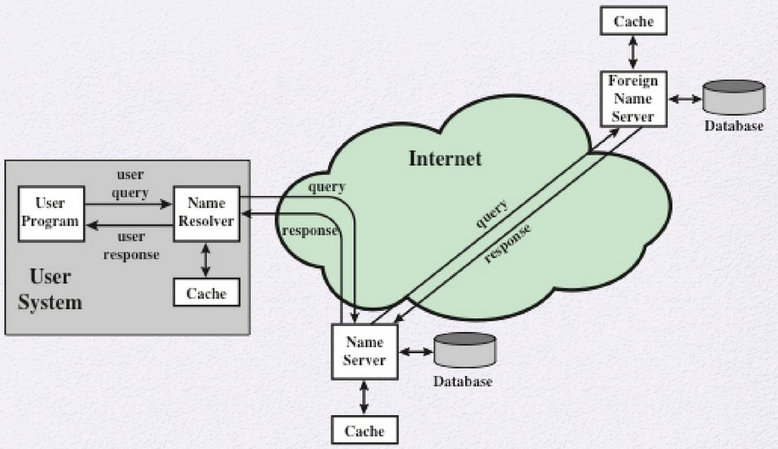 Cache
Foreign
Name
Server
Database
Internet
user
query
User
Program
Name
Resolver
user
response
Cache
User
System
query
response
query
response
Name
Server
Database
Cache